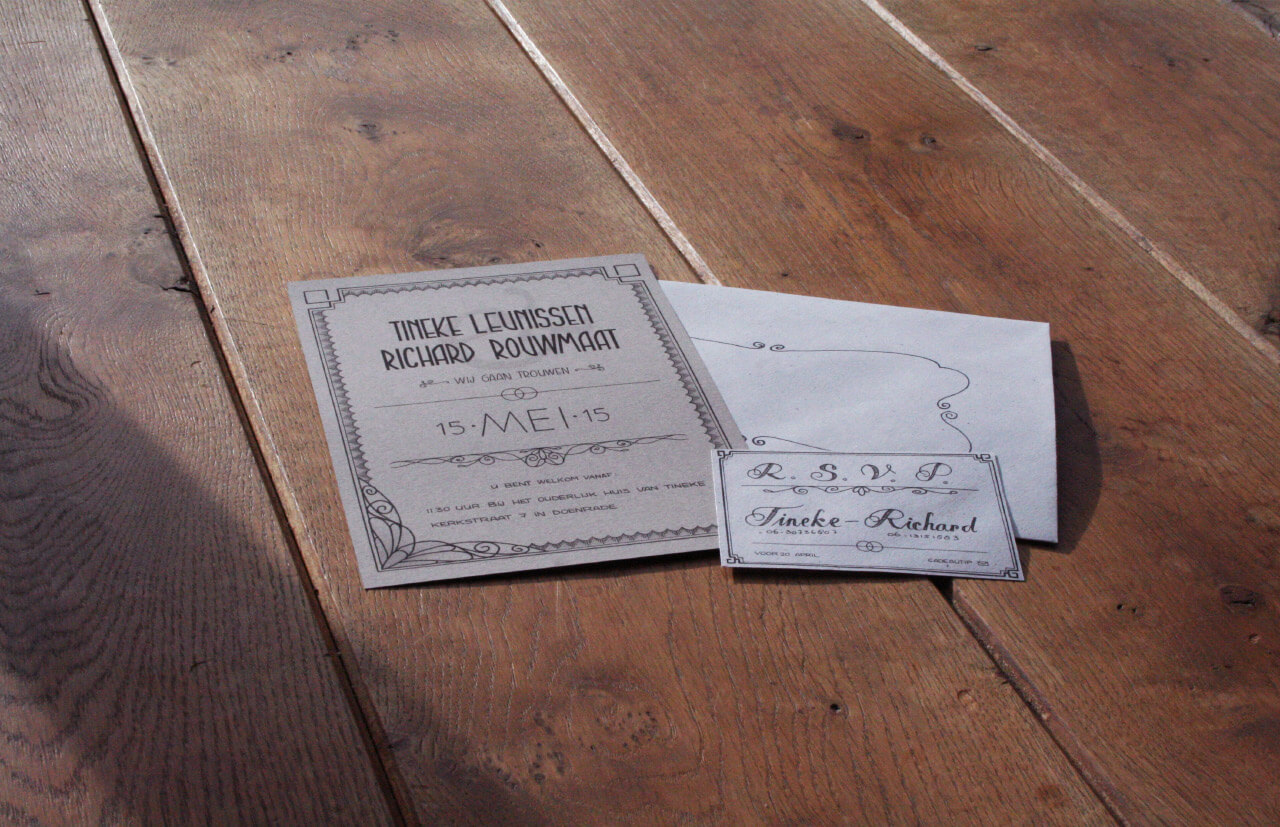 TINEKE LEUNISSEN
RICHARD ROUWMAAT
WIJ GAAN TROUWEN
15 · MEI · 15
U BENT WELKOM VANAF
11:30 UUR BIJ HET OUDERLIJK HUIS VAN TINEKE
KERKSTRAAT 7 IN DOENRADE
R. S. V. P.
Tineke - Richard
VOOR 20 APRIL
CADEAUTIP